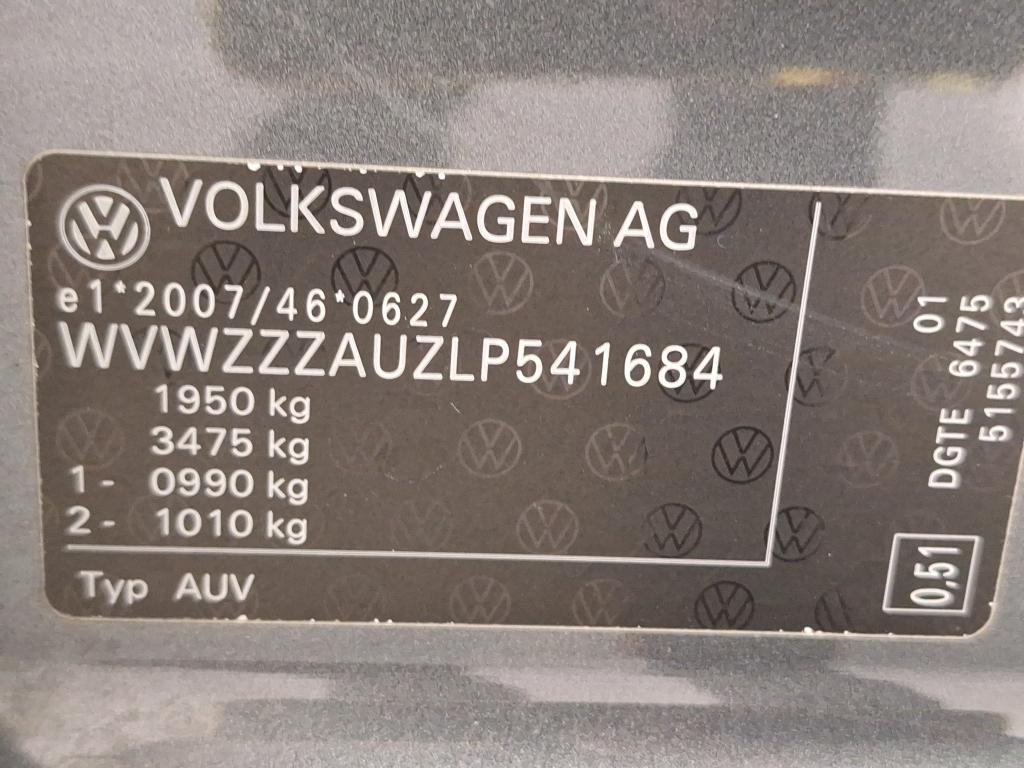 VOLKSWAGEN AG
e1*2007/46*0627
WVWZZZAUZLP541684
1950 kg
3475 kg
1- 0990 kg
2- 1010 kg
Typ AUV
01
DGTE 6475
5155743
0,51